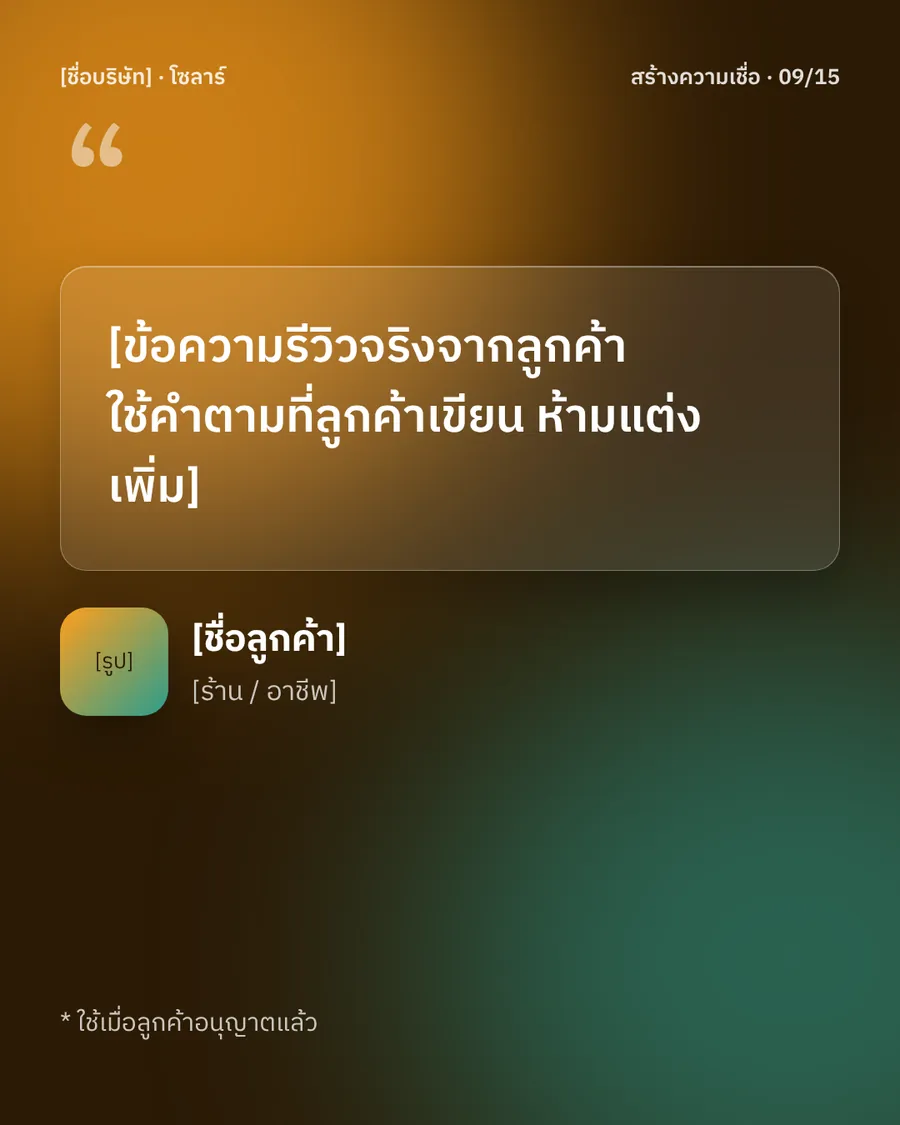 [ชื่อบริษัท] · โซลาร์
สร้างความเชื่อ · 09/15
“
[ข้อความรีวิวจริงจากลูกค้า
ใช้คำตามที่ลูกค้าเขียน ห้ามแต่ง
เพิ่ม]
[รูป]
[ชื่อลูกค้า]
[ร้าน / อาชีพ]
* ใช้เมื่อลูกค้าอนุญาตแล้ว